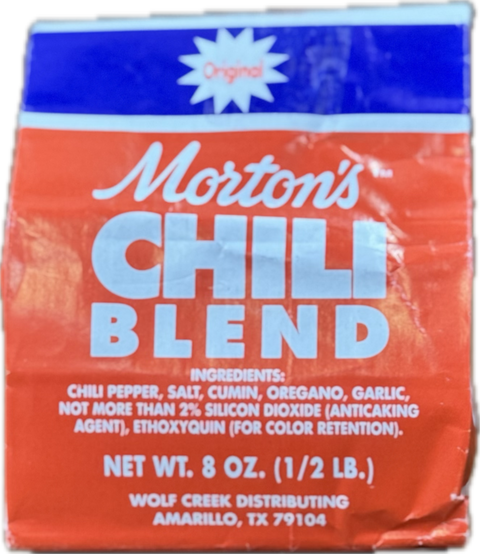 Original
Morton's™
CHILI
BLEND
INGREDIENTS:
CHILI PEPPER, SALT, CUMIN, OREGANO, GARLIC,
NOT MORE THAN 2% SILICON DIOXIDE (ANTICAKING
AGENT), ETHOXYQUIN (FOR COLOR RETENTION).
NET WT. 8 OZ. (1/2 LB.)
WOLF CREEK DISTRIBUTING
AMARILLO, TX 79104